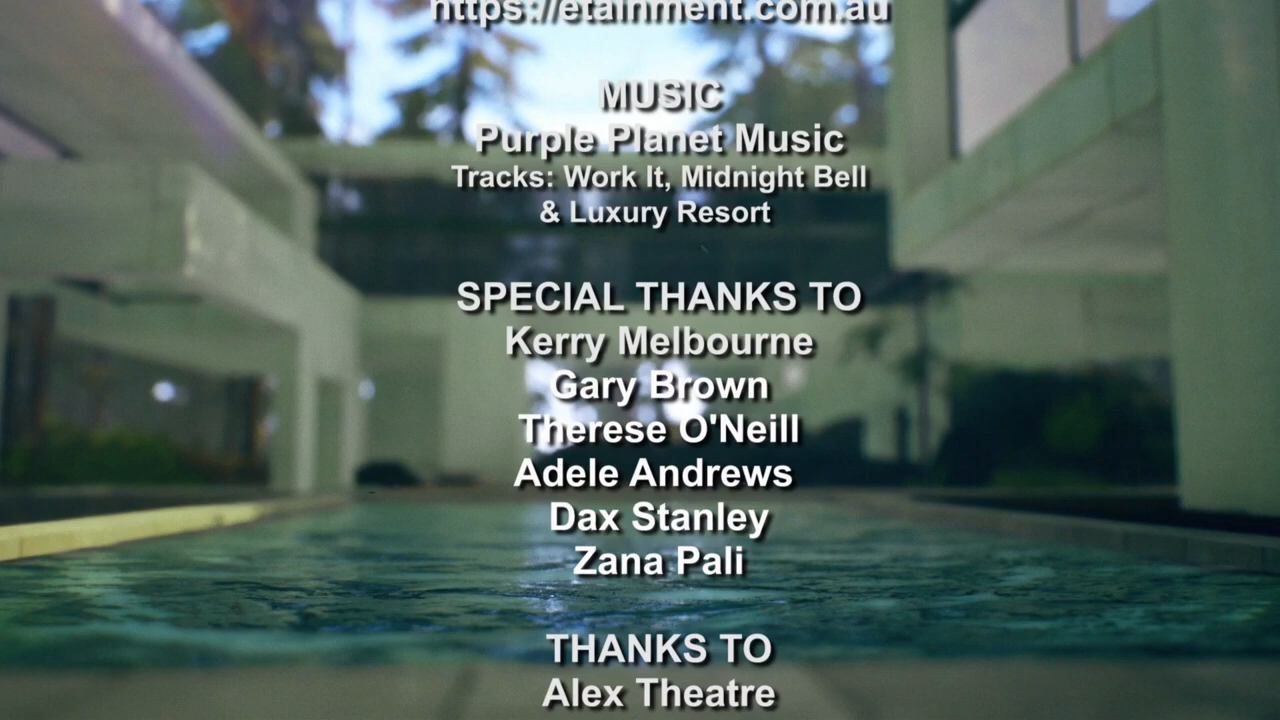 https://etainment.com.au
MUSIC
Purple Planet Music
Tracks: Work It, Midnight Bell
& Luxury Resort
SPECIAL THANKS TO
Kerry Melbourne
Gary Brown
Therese O'Neill
Adele Andrews
Dax Stanley
Zana Pali
THANKS TO
Alex Theatre